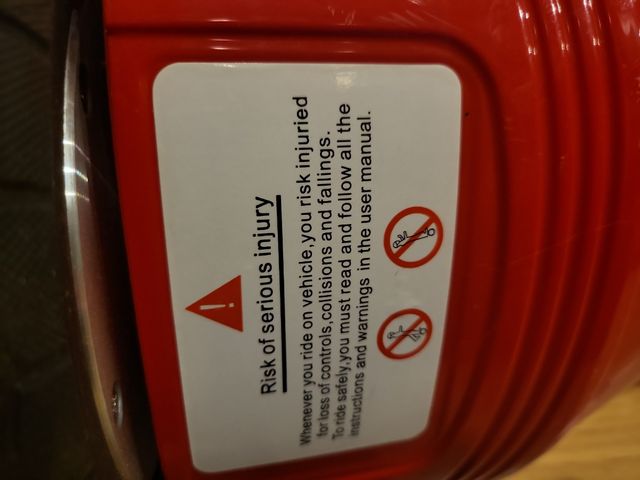 Risk of serious injury
Whenever you ride on vehicle,you risk injuried
for loss of controls,collisions and fallings.
To ride safely,you must read and follow all the
instructions and warnings in the user manual.